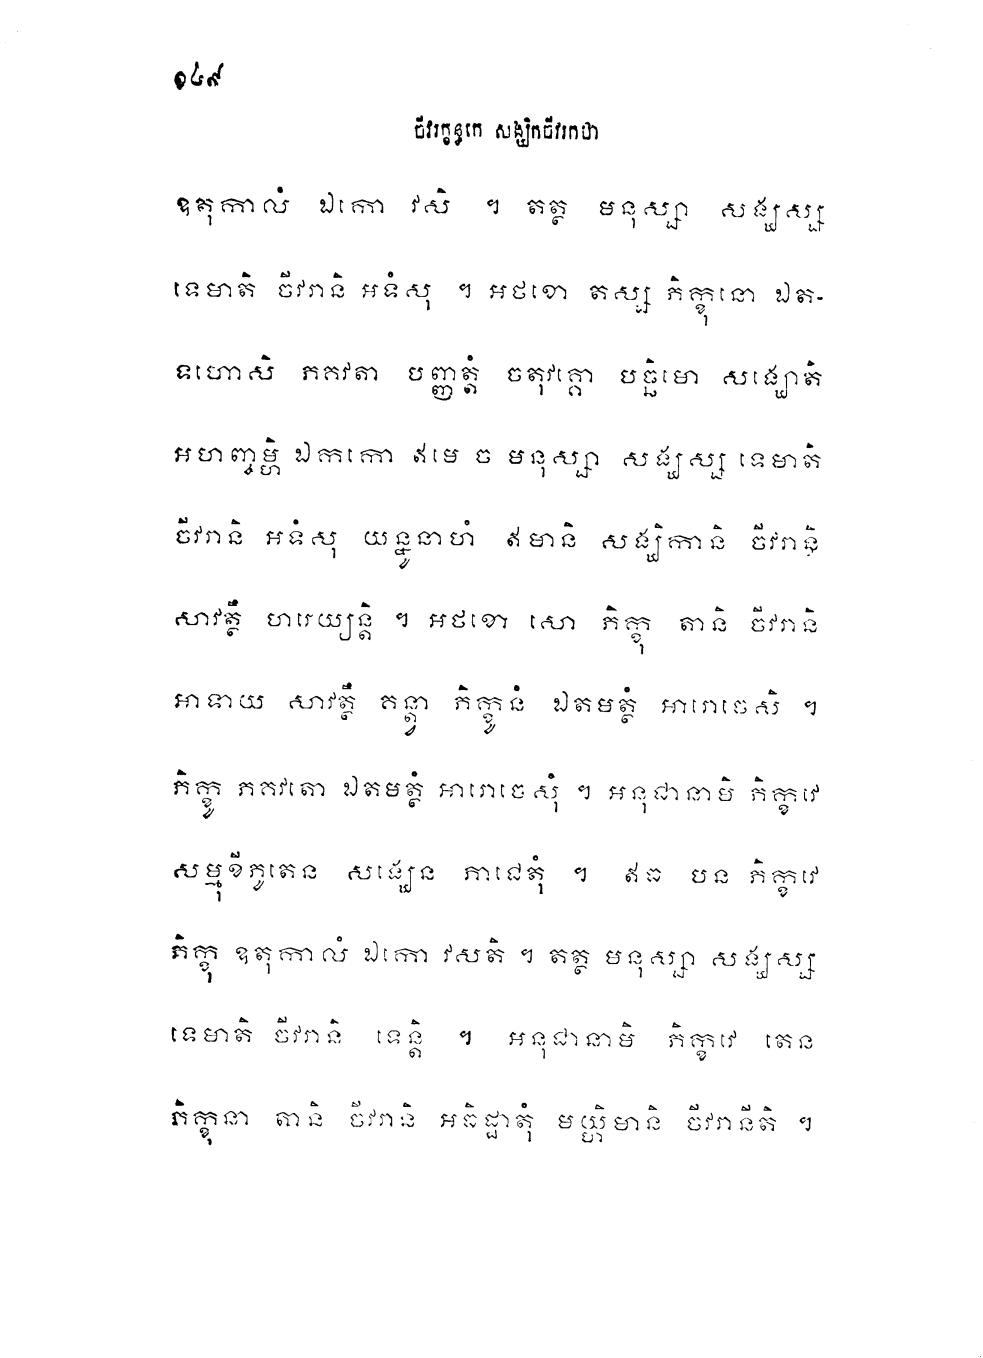 ១៤៩
ចីវរក្ខន្ធកេ សង្ឃិកចីវរកថា
ឧតុកាលំ ឯកោ វសិ ។ តត្ថ មនុស្សា សង្ឃស្ស
ទេមាតិ ចីវរានិ អទំសុ ។ អថខោ តស្ស ភិក្ខុនោ ឯត-
ទហោសិ ភគវតា បញ្ញត្តំ ចតុវគ្គោ បច្ឆិមោ សង្ឃោតិ
អហញ្ចម្ហិ ឯកកោ ឥមេ ច មនុស្សា សង្ឃស្ស ទេមាតិ
ចីវរានិ អទំសុ យន្នូនាហំ ឥមានិ សង្ឃិកានិ ចីវរានិ
សាវត្ថឹ ហរេយ្យន្តិ ។ អថខោ សោ ភិក្ខុ តានិ ចីវរានិ
អាទាយ សាវត្ថឹ គន្ត្វា ភិក្ខូនំ ឯតមត្ថំ អារោចេសិ ។
ភិក្ខូ ភគវតោ ឯតមត្ថំ អារោចេសុំ ។ អនុជានាមិ ភិក្ខវេ
សម្មុខីភូតេន សង្ឃេន ភាជេតុំ ។ ឥធ បន ភិក្ខវេ
ភិក្ខុ ឧតុកាលំ ឯកោ វសតិ ។ តត្ថ មនុស្សា សង្ឃស្ស
ទេមាតិ ចីវរានិ ទេន្តិ ។ អនុជានាមិ ភិក្ខវេ តេន
ភិក្ខុនា តានិ ចីវរានិ អធិដ្ឋាតុំ មយ្ហិមានិ ចីវរានីតិ ។